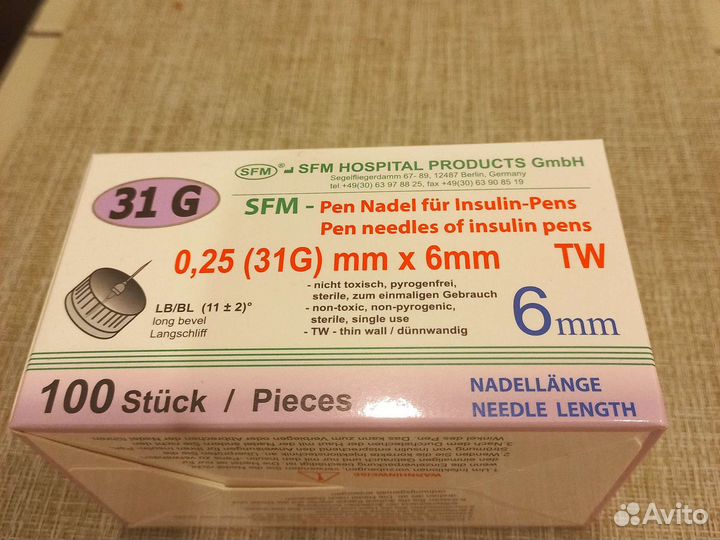 31 G
SFM ® SFM HOSPITAL PRODUCTS GmbH
Segelfliegerdamm 67- 89, 12487 Berlin, Germany
tel.+49(30) 63 97 88 25, fax +49(30) 63 90 85 19
SFM - Pen Nadel für Insulin-Pens
Pen needles of insulin pens
0,25 (31G) mm x 6mm TW
LB/BL (11 ± 2)°
long bevel
Langschliff
- nicht toxisch, pyrogenfrei,
sterile, zum einmaligen Gebrauch
- non-toxic, non-pyrogenic,
sterile, single use
- TW - thin wall / dünnwandig
6mm
100 Stück / Pieces
NADELLÄNGE
NEEDLE LENGTH
WARNHINWEISE
Avito